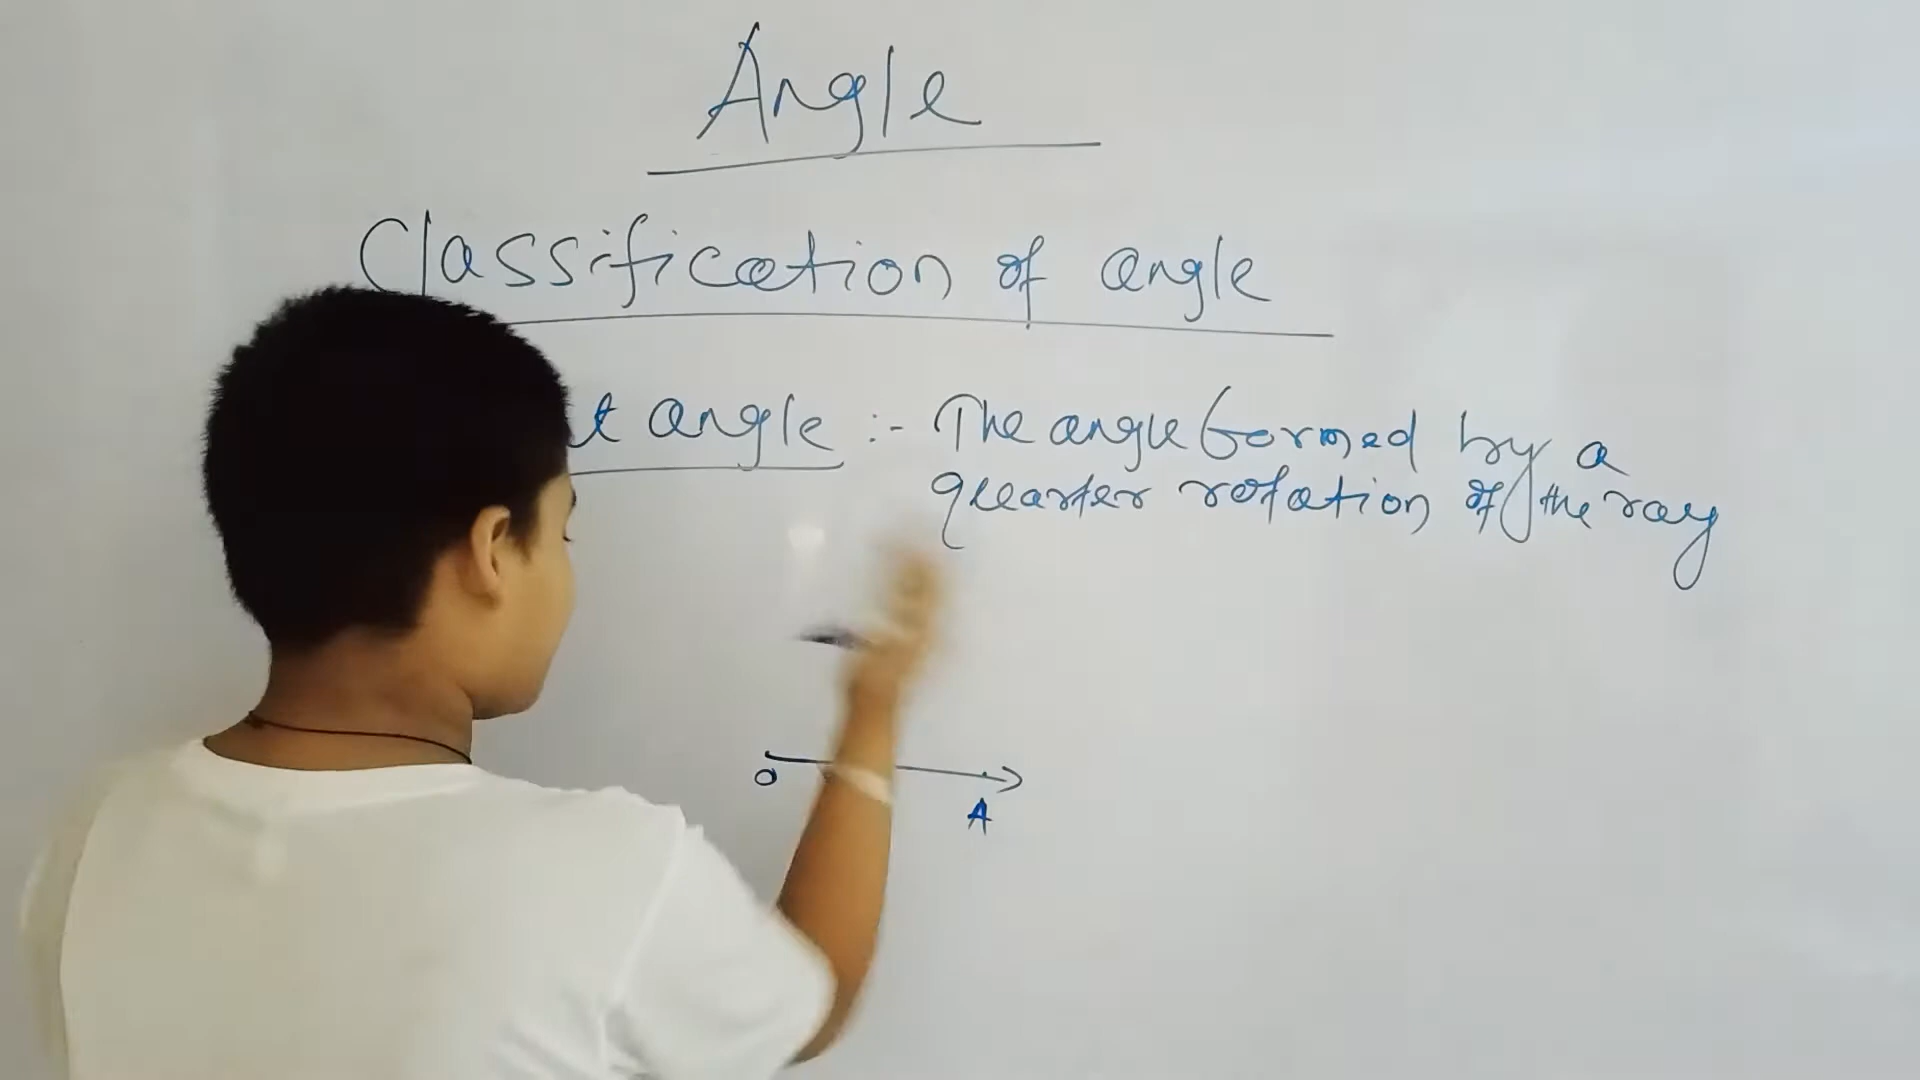 Angle
Classification of angle
t angle :- The angle formed by a
quarter rotation of the ray
O
A